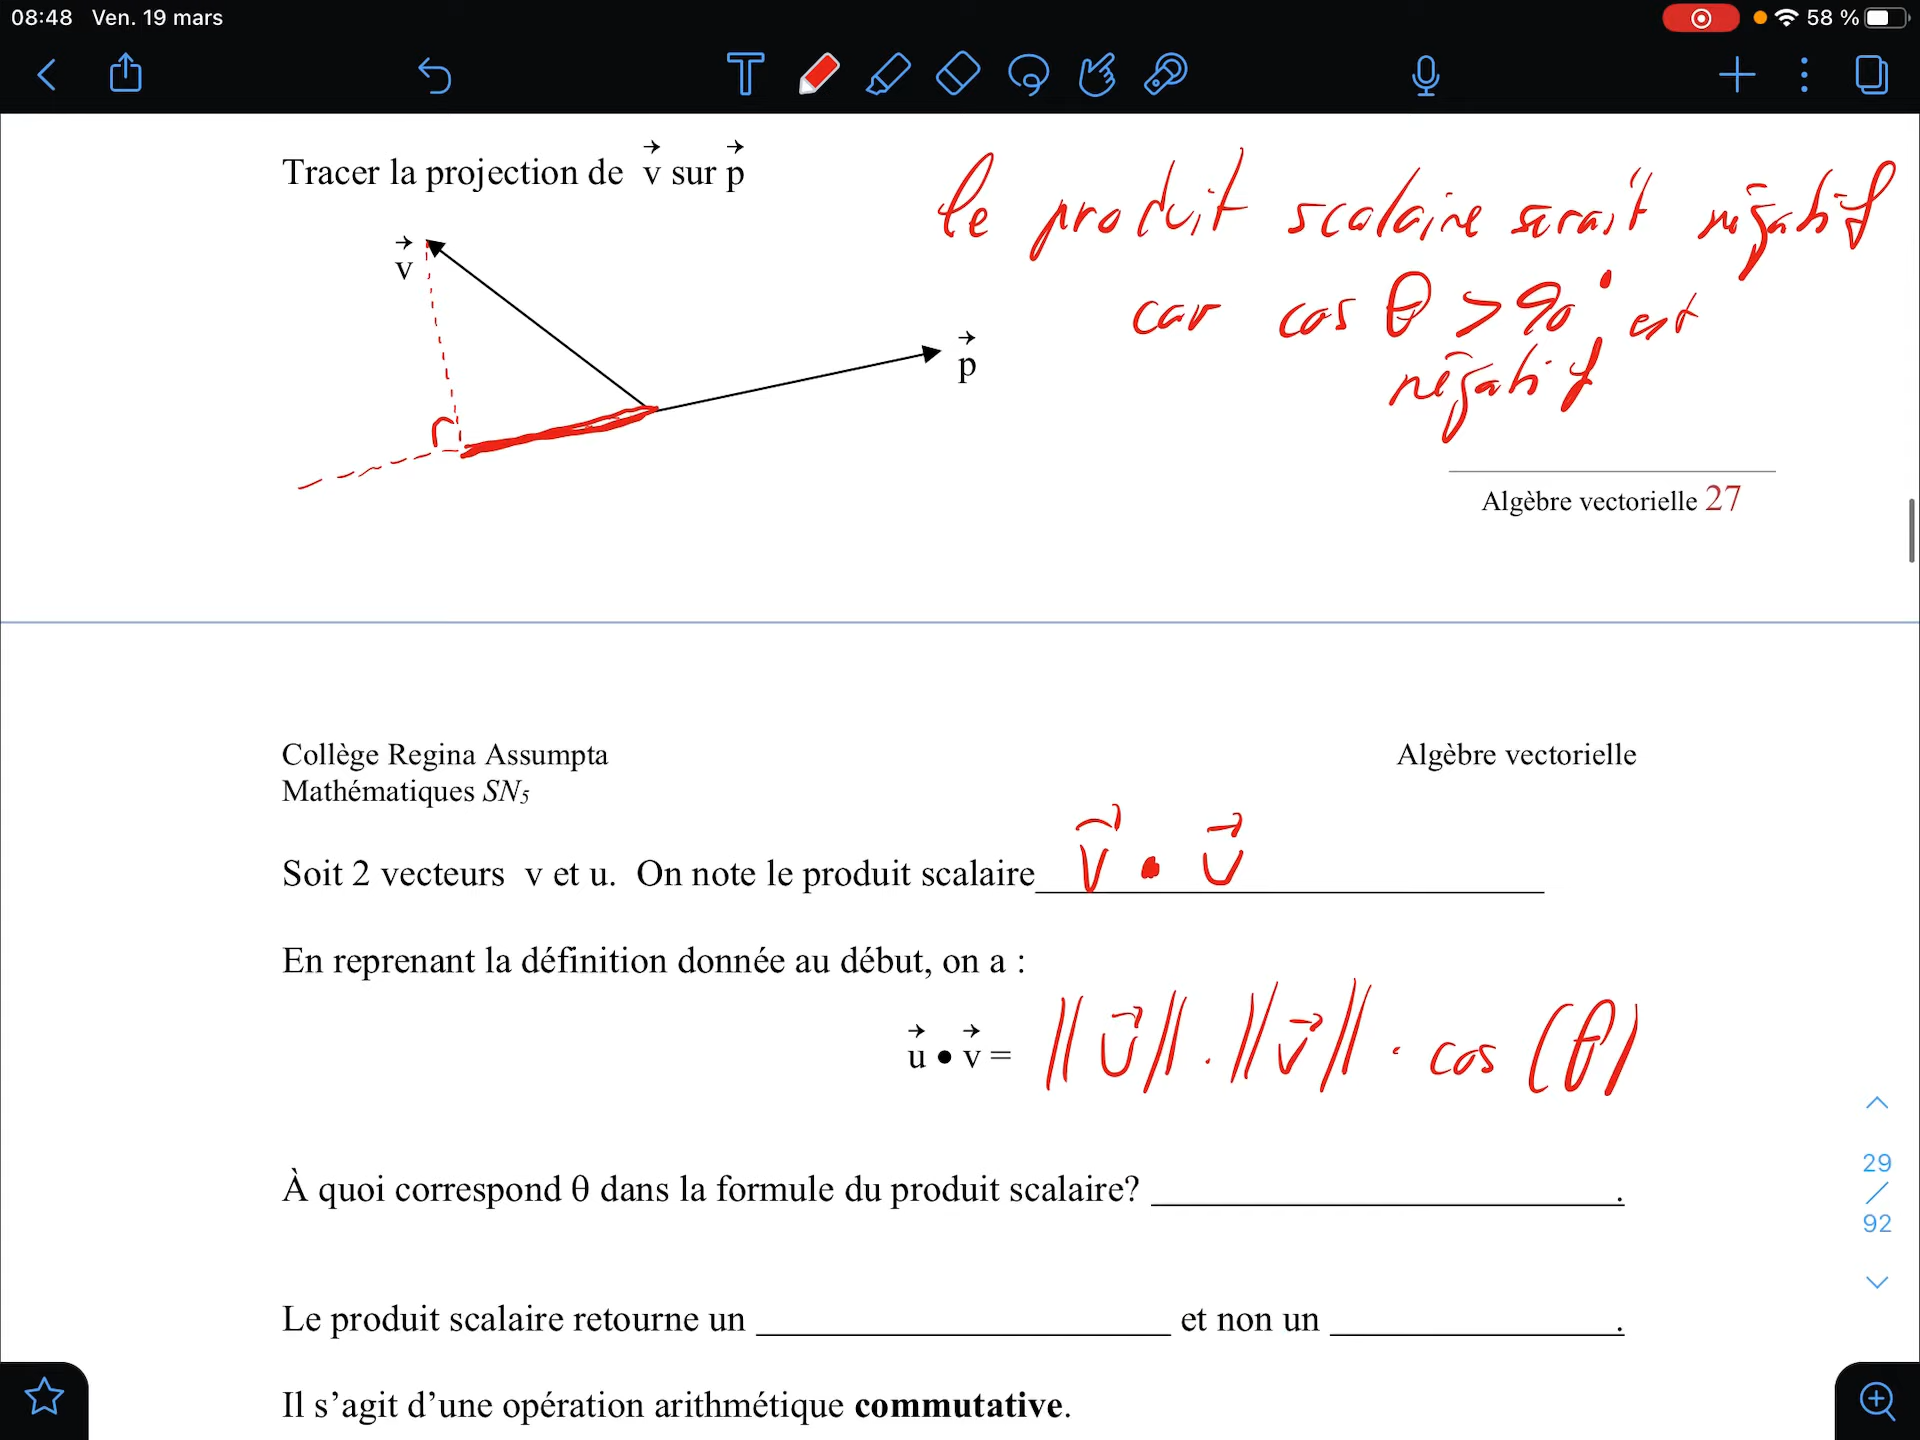 08:48 Ven. 19 mars
58 %
Tracer la projection de v sur p
le produit scalaire serait négatif
car cos θ > 90° est
négatif
v
p
Algèbre vectorielle 27
Collège Regina Assumpta
Algèbre vectorielle
Mathématiques SN5
Soit 2 vecteurs v et u. On note le produit scalaire v • u
En reprenant la définition donnée au début, on a :
u • v = ||u|| · ||v|| · cos (θ)
À quoi correspond θ dans la formule du produit scalaire? ______.
Le produit scalaire retourne un ______ et non un ______.
Il s’agit d’une opération arithmétique commutative.
29
/
92